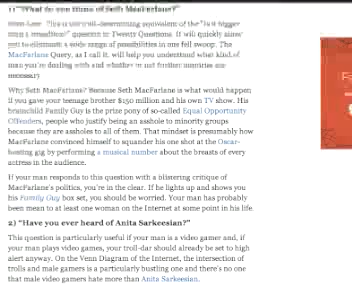 1) "What do you think of Seth MacFarlane?"
question in Twenty Questions. It will quickly allow
you to eliminate a wide range of possibilities in one fell swoop. The
MacFarlane Query, as I call it, will help you understand what kind of
man you're dealing with and whether or not further inquiries are
necessary)
Why Seth MacFarlane? Because Seth MacFarlane is what would happen
if you gave your teenage brother $150 million and his own TV show. His
brainchild Family Guy is the prize pony of so-called Equal Opportunity
Offenders, people who justify being an asshole to minority groups
because they are assholes to all of them. That mindset is presumably how
MacFarlane convinced himself to squander his one shot at the Oscar-
hosting gig by performing a musical number about the breasts of every
actress in the audience.
If your man responds to this question with a blistering critique of
MacFarlane's politics, you're in the clear. If he lights up and shows you
his Family Guy box set, you should be worried. Your man has probably
been mean to at least one woman on the Internet at some point in his life.
2) "Have you ever heard of Anita Sarkeesian?"
This question is particularly useful if your man is a video gamer and, if
your man plays video games, your troll-dar should already be set to high
alert anyway. On the Venn Diagram of the Internet, the intersection of
trolls and male gamers is a particularly bustling one and there's no one
that male video gamers hate more than Anita Sarkeesian.